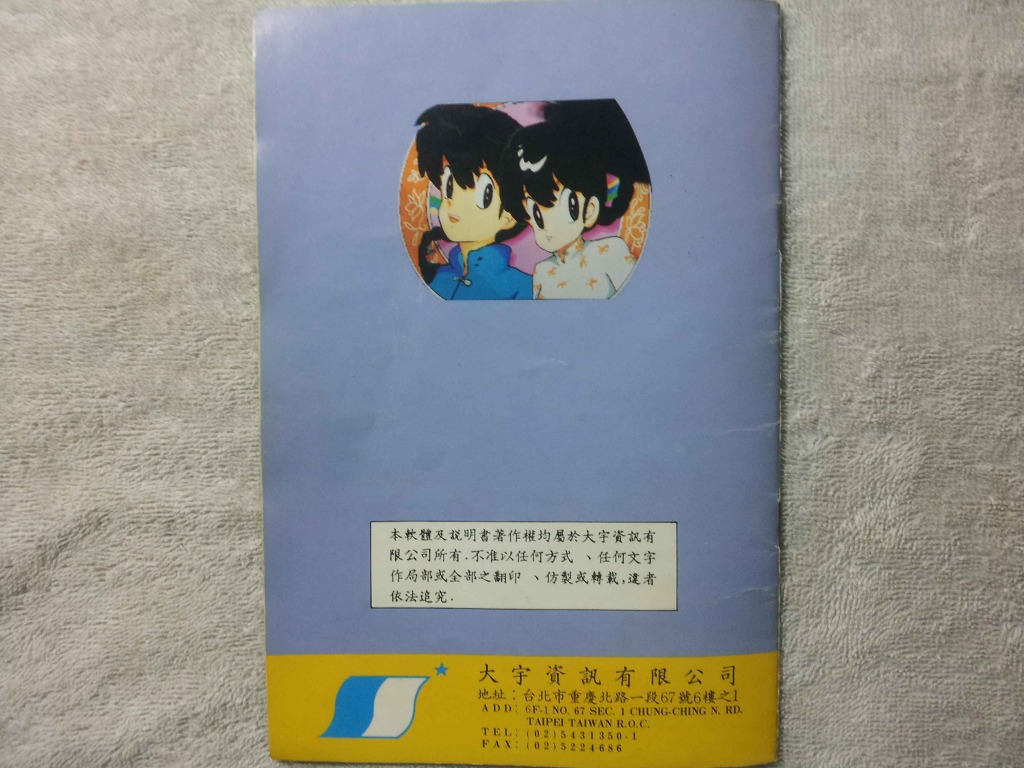 本軟體及說明書著作權均屬於大宇資訊有
限公司所有.不准以任何方式、任何文字
作局部或全部之翻印、仿製或轉載,違者
依法追究.
大宇資訊有限公司
地址：台北市重慶北路一段67號6樓之1
ADD: 6F-1 NO. 67 SEC. 1 CHUNG-CHING N. RD.
TAIPEI TAIWAN R.O.C.
TEL: (02)5431350-1
FAX: (02)5224686